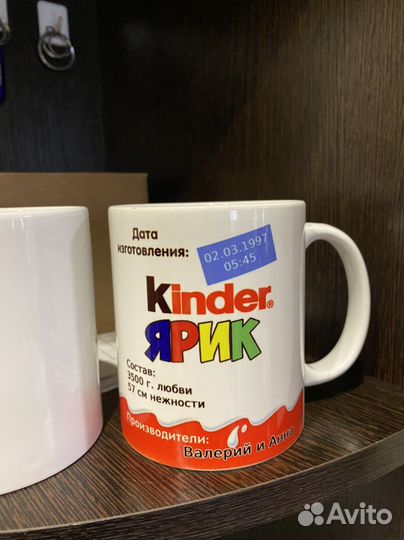 Дата
изготовления:
02.03.1997
05:45
Kinder®
ЯРИК
Состав:
3500 г. любви
57 см нежности
Производители:
Валерий и Анна
Avito